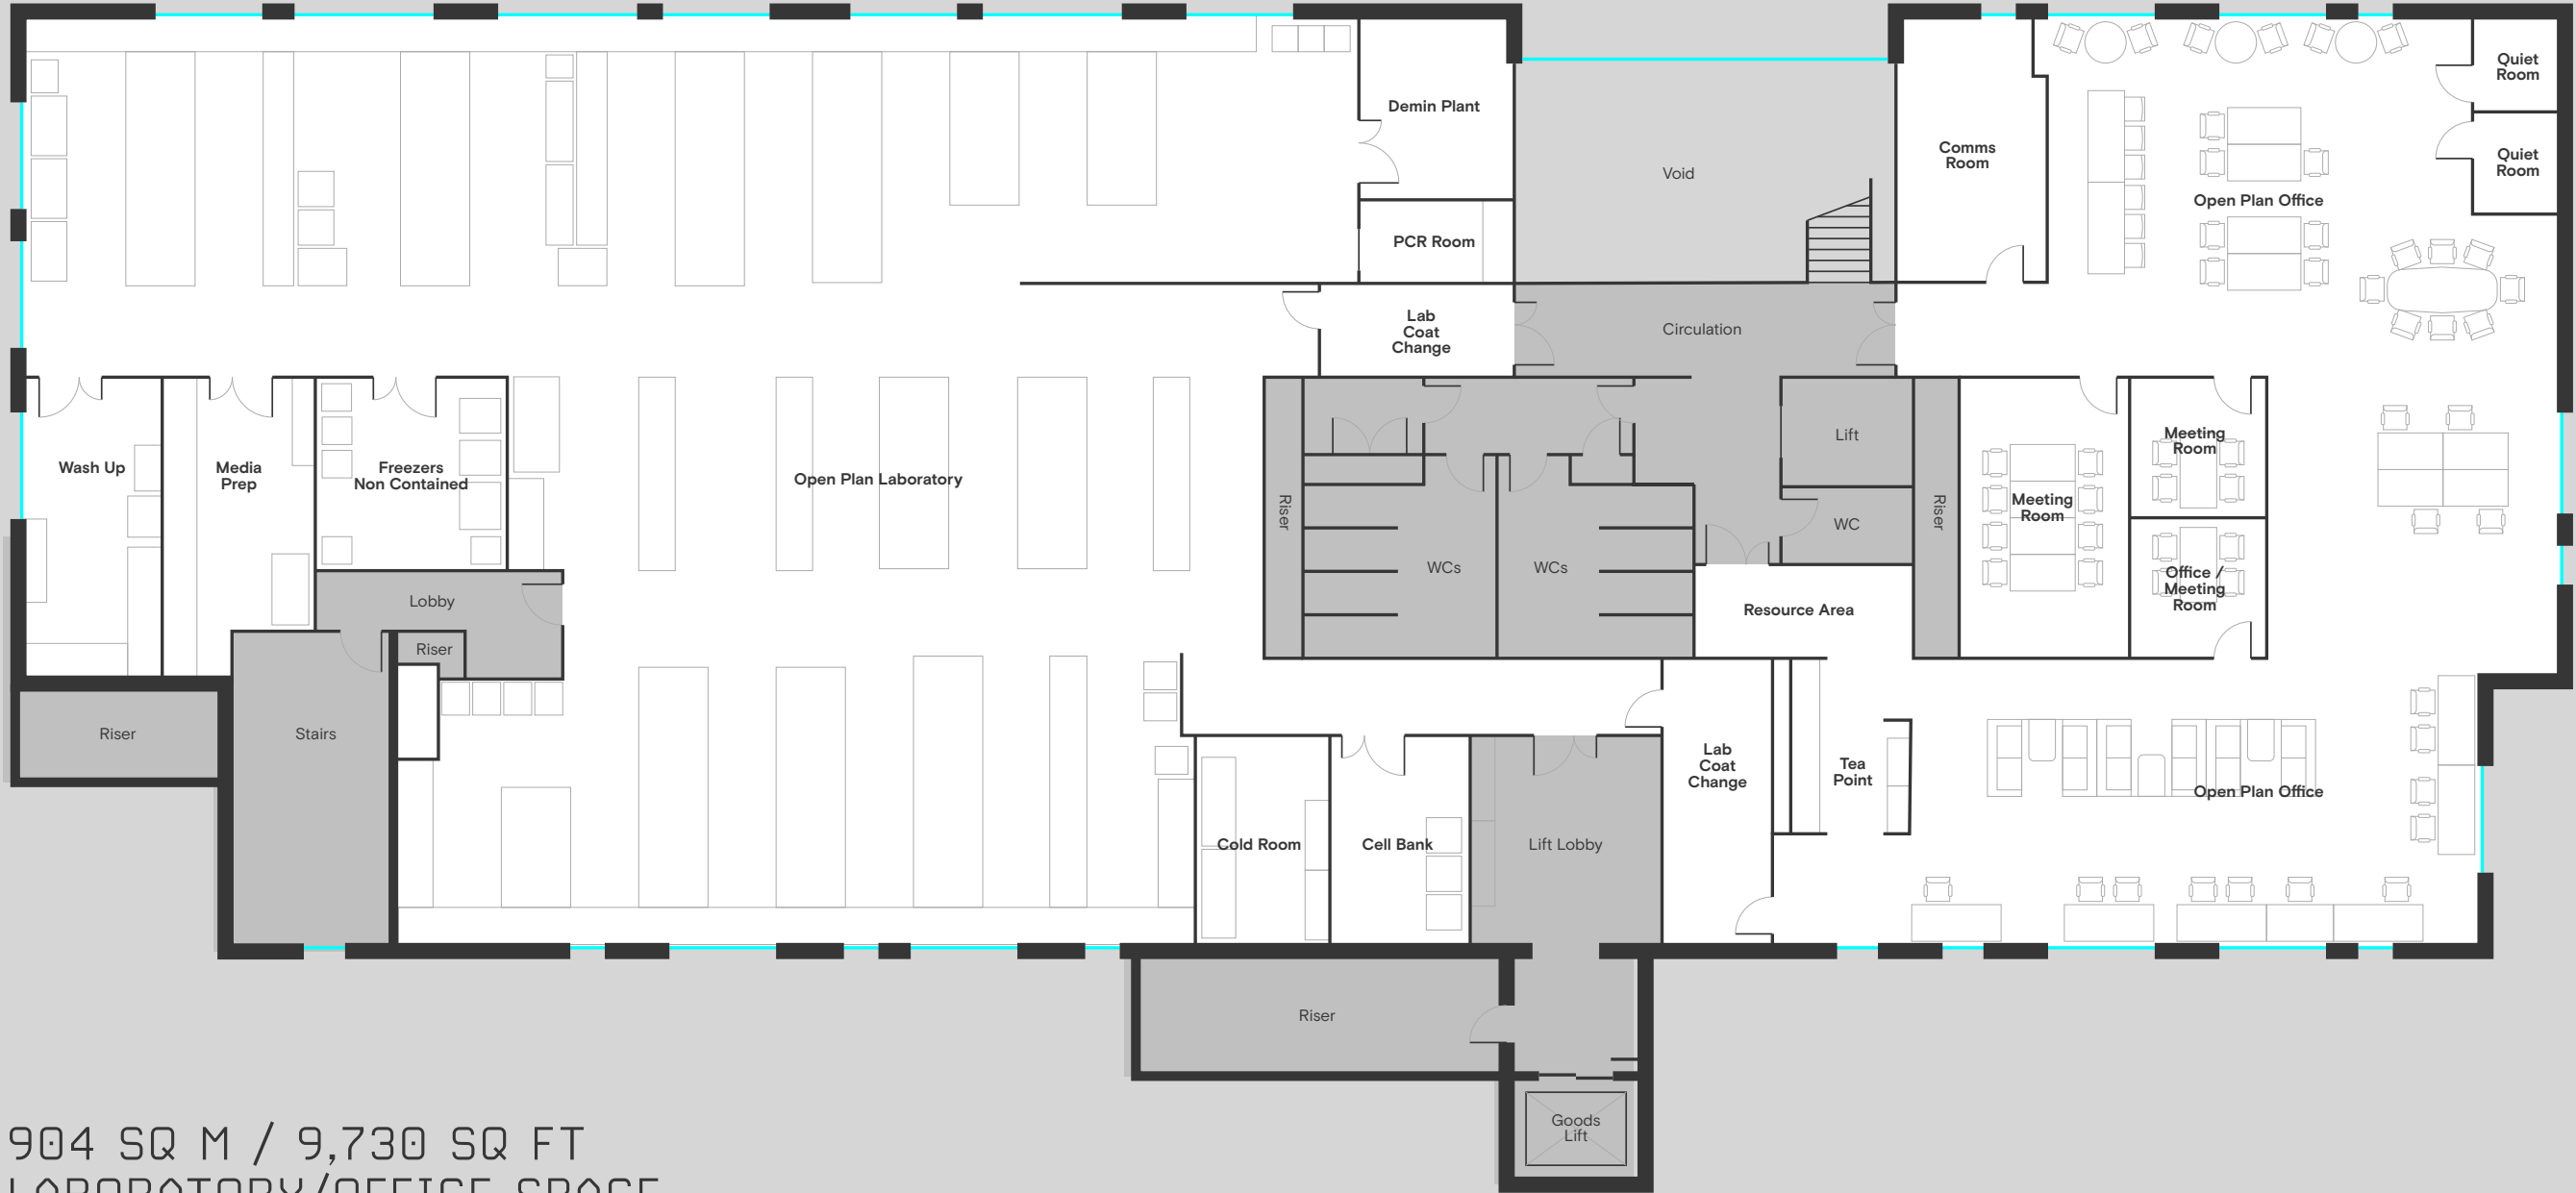 Demin Plant
Quiet
Room
Comms
Room
Quiet
Room
Void
Open Plan Office
PCR Room
Lab
Coat
Change
Circulation
Wash Up
Media
Prep
Freezers
Non Contained
Open Plan Laboratory
Riser
Lift
Riser
Meeting
Room
Meeting
Room
WC
WCs
WCs
Office /
Meeting
Room
Lobby
Resource Area
Riser
Riser
Stairs
Lab
Coat
Change
Tea
Point
Open Plan Office
Cold Room
Cell Bank
Lift Lobby
Riser
Goods
Lift
904 SQ M / 9,730 SQ FT
LABORATORY/OFFICE SPACE